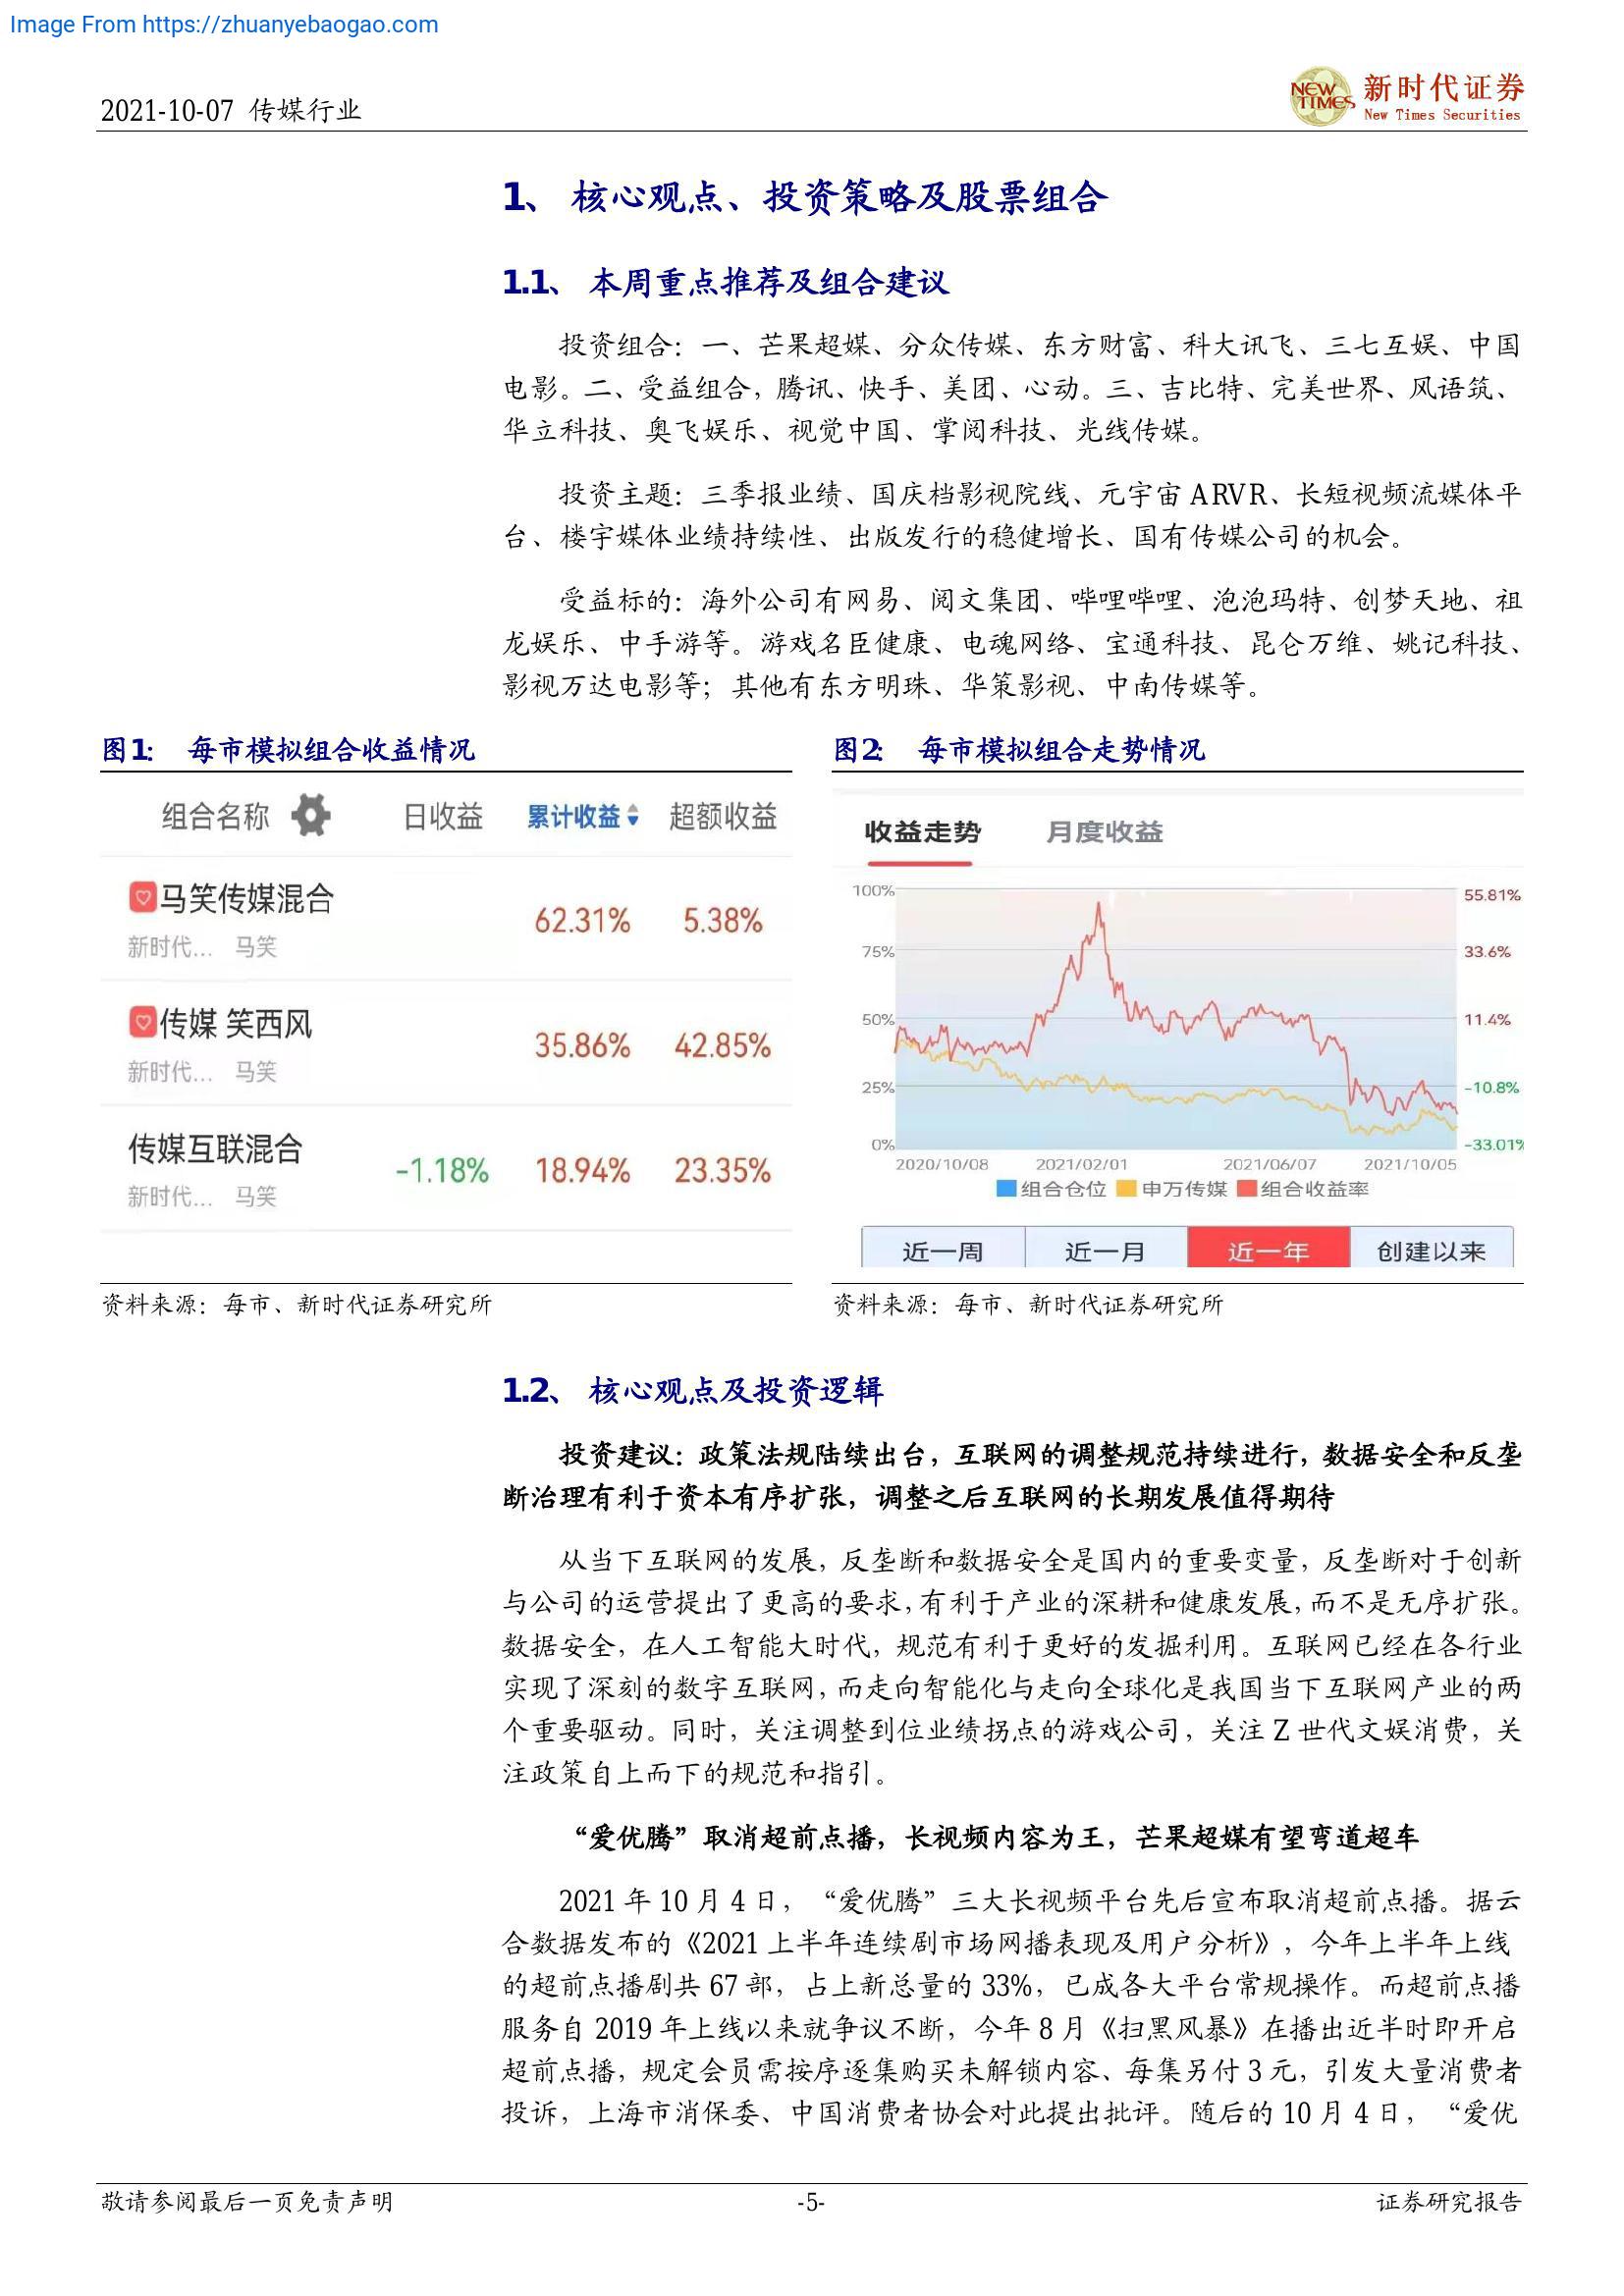 Image From https://zhuanyebaogao.com
2021-10-07 传媒行业
NEW TIMES
新时代证券
New Times Securities
1、 核心观点、投资策略及股票组合
1.1、 本周重点推荐及组合建议
投资组合：一、芒果超媒、分众传媒、东方财富、科大讯飞、三七互娱、中国
电影。二、受益组合，腾讯、快手、美团、心动。三、吉比特、完美世界、风语筑、
华立科技、奥飞娱乐、视觉中国、掌阅科技、光线传媒。
投资主题：三季报业绩、国庆档影视院线、元宇宙 ARVR、长短视频流媒体平
台、楼宇媒体业绩持续性、出版发行的稳健增长、国有传媒公司的机会。
受益标的：海外公司有网易、阅文集团、哔哩哔哩、泡泡玛特、创梦天地、祖
龙娱乐、中手游等。游戏名臣健康、电魂网络、宝通科技、昆仑万维、姚记科技、
影视万达电影等；其他有东方明珠、华策影视、中南传媒等。
图1： 每市模拟组合收益情况
组合名称 日收益 累计收益 超额收益
马笑传媒混合
62.31% 5.38%
新时代... 马笑
传媒 笑西风
35.86% 42.85%
新时代... 马笑
传媒互联混合
-1.18% 18.94% 23.35%
新时代... 马笑
资料来源：每市、新时代证券研究所
图2： 每市模拟组合走势情况
收益走势 月度收益
100% 55.81%
75% 33.6%
50% 11.4%
25% -10.8%
0% -33.01%
2020/10/08 2021/02/01 2021/06/07 2021/10/05
组合仓位 申万传媒 组合收益率
近一周 近一月 近一年 创建以来
资料来源：每市、新时代证券研究所
1.2、 核心观点及投资逻辑
投资建议：政策法规陆续出台，互联网的调整规范持续进行，数据安全和反垄
断治理有利于资本有序扩张，调整之后互联网的长期发展值得期待
从当下互联网的发展，反垄断和数据安全是国内的重要变量，反垄断对于创新
与公司的运营提出了更高的要求，有利于产业的深耕和健康发展，而不是无序扩张。
数据安全，在人工智能大时代，规范有利于更好的发掘利用。互联网已经在各行业
实现了深刻的数字互联网，而走向智能化与走向全球化是我国当下互联网产业的两
个重要驱动。同时，关注调整到位业绩拐点的游戏公司，关注 Z 世代文娱消费，关
注政策自上而下的规范和指引。
“爱优腾”取消超前点播，长视频内容为王，芒果超媒有望弯道超车
2021 年 10 月 4 日，“爱优腾”三大长视频平台先后宣布取消超前点播。据云
合数据发布的《2021 上半年连续剧市场网播表现及用户分析》，今年上半年上线
的超前点播剧共 67 部，占上新总量的 33%，已成各大平台常规操作。而超前点播
服务自 2019 年上线以来就争议不断，今年 8 月《扫黑风暴》在播出近半时即开启
超前点播，规定会员需按序逐集购买未解锁内容、每集另付 3 元，引发大量消费者
投诉，上海市消保委、中国消费者协会对此提出批评。随后的 10 月 4 日，“爱优
敬请参阅最后一页免责声明 -5- 证券研究报告